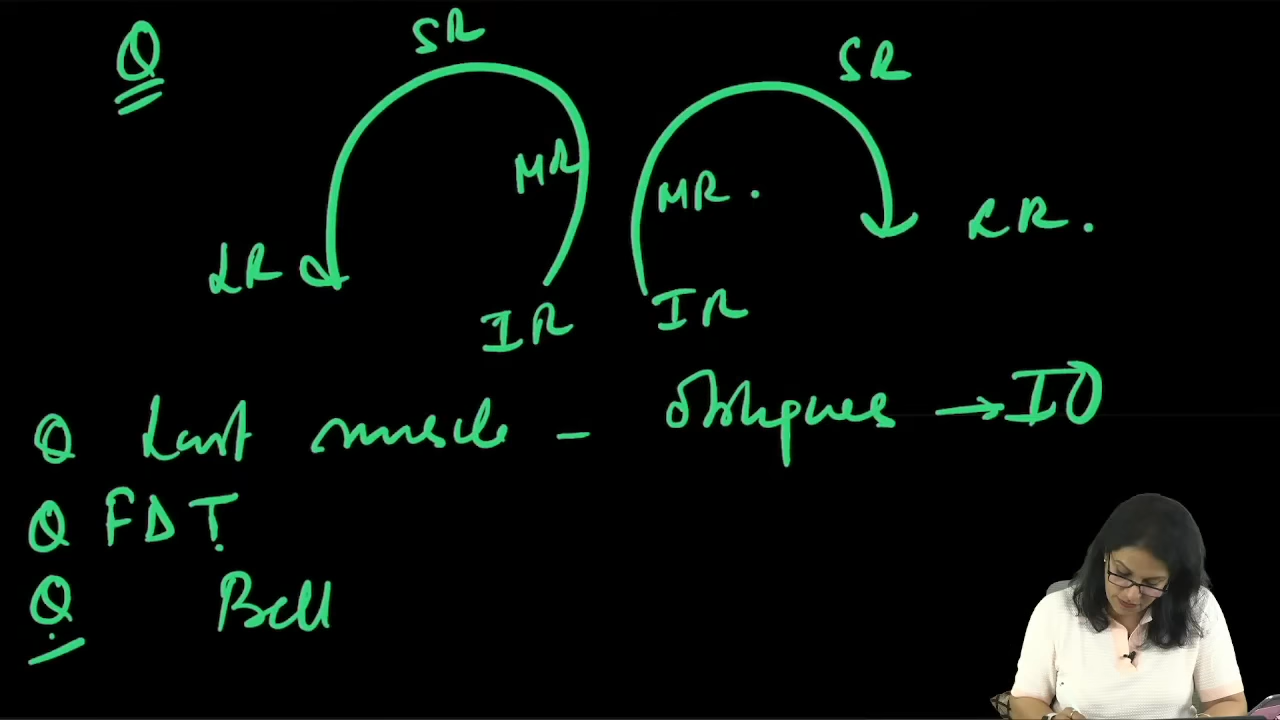 Q
SR
SR
MR
MR.
LR
LR.
IR
IR
Q Last muscle - obliques → IO
Q FDT.
Q Bell